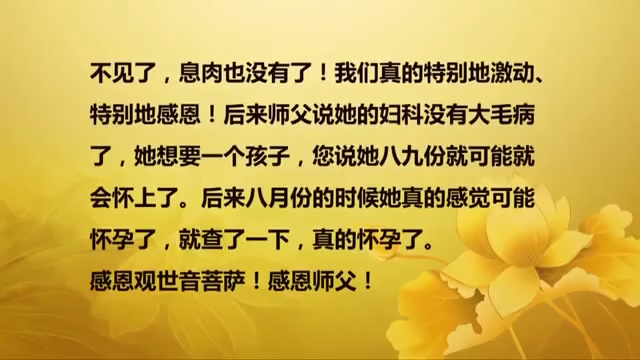 不见了，息肉也没有了！我们真的特别地激动、
特别地感恩！后来师父说她的妇科没有大毛病
了，她想要一个孩子，您说她八九份就可能就
会怀上了。后来八月份的时候她真的感觉可能
怀孕了，就查了一下，真的怀孕了。
感恩观世音菩萨！感恩师父！